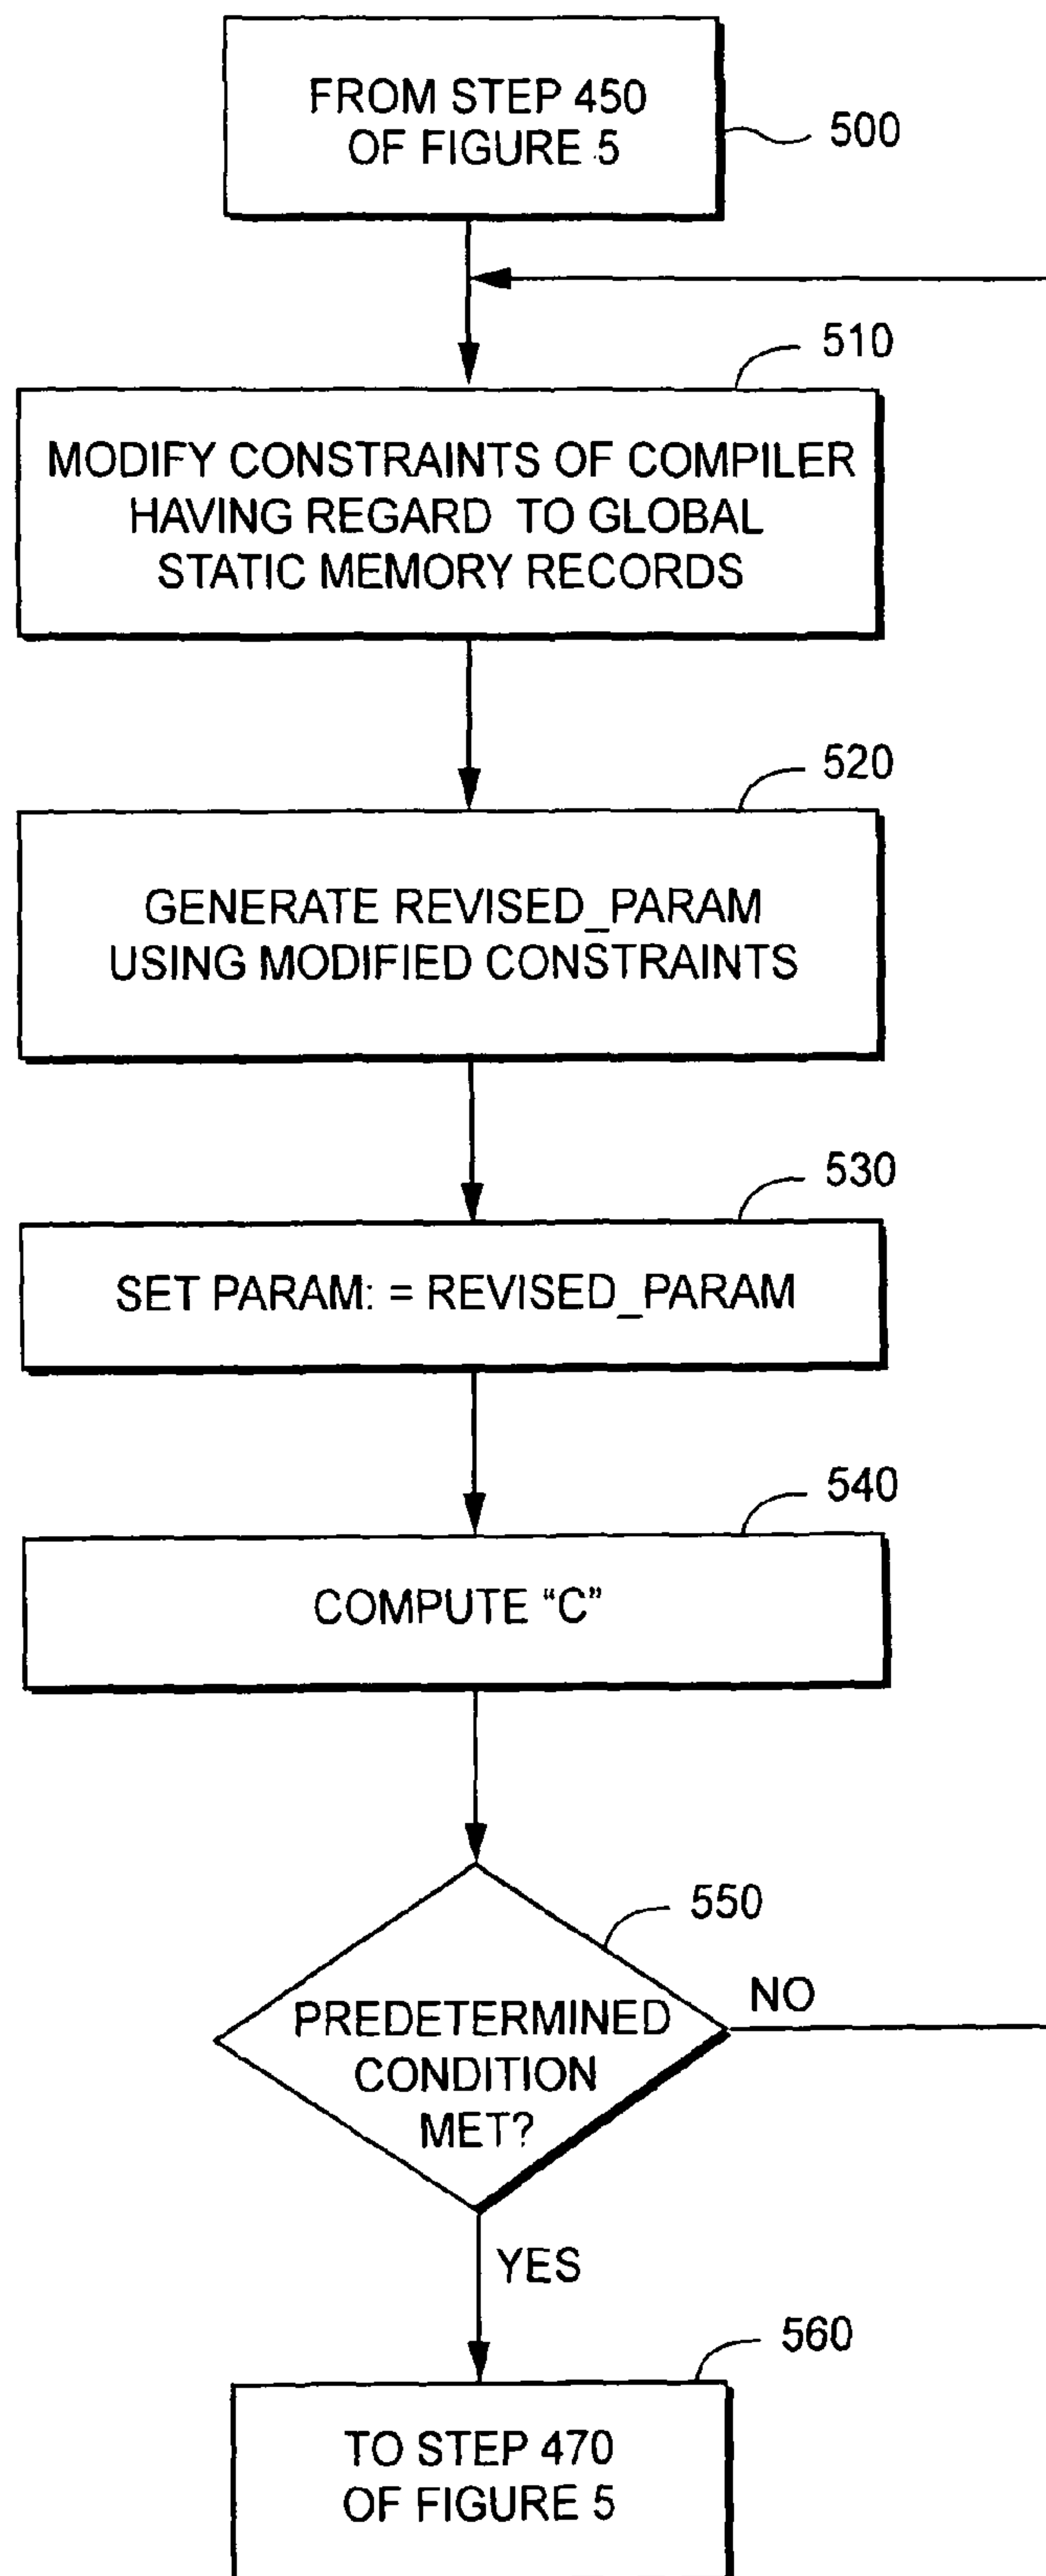 FROM STEP 450
OF FIGURE 5
500
510
MODIFY CONSTRAINTS OF COMPILER
HAVING REGARD TO GLOBAL
STATIC MEMORY RECORDS
520
GENERATE REVISED_PARAM
USING MODIFIED CONSTRAINTS
530
SET PARAM: = REVISED_PARAM
540
COMPUTE “C”
550
NO
PREDETERMINED
CONDITION
MET?
YES
560
TO STEP 470
OF FIGURE 5